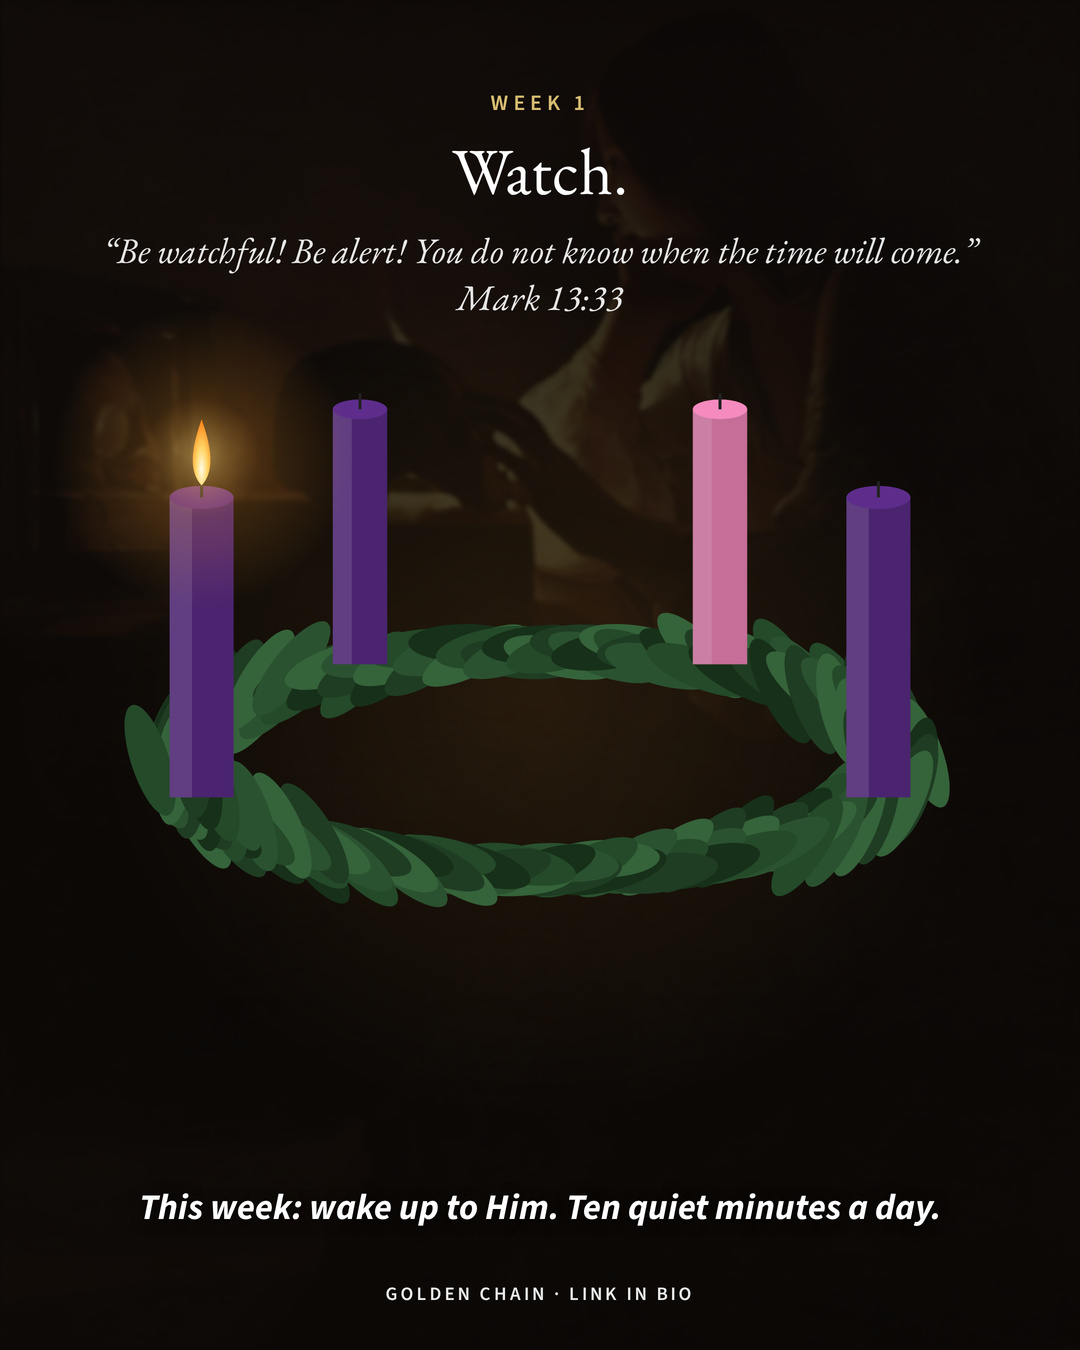 WEEK 1
Watch.
“Be watchful! Be alert! You do not know when the time will come.”
Mark 13:33
This week: wake up to Him. Ten quiet minutes a day.
GOLDEN CHAIN · LINK IN BIO